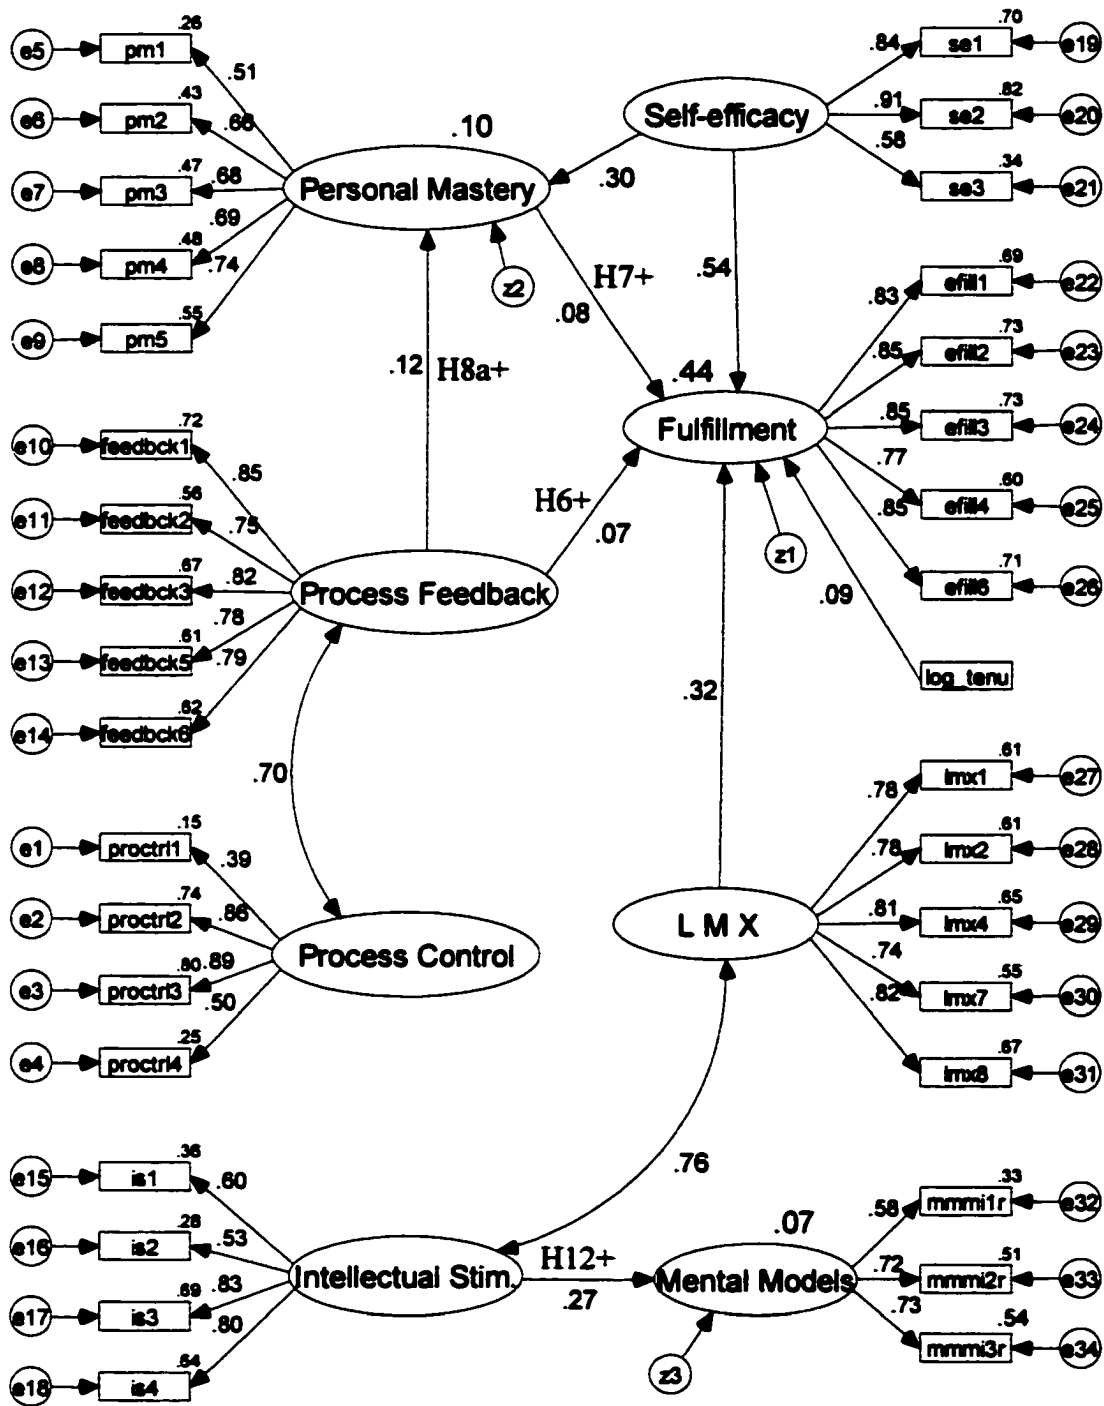 .26
e5 pm1
.51
.43
e6 pm2 .66
.47
e7 pm3 .68
.69
.48
e8 pm4
.74
.55
e9 pm5
.10
Personal Mastery
z2
.70
.84 se1 e19
.82
Self-efficacy .91 se2 e20
.58
.34
se3 e21
.30
.54
H7+
.08
.12 H8a+
.69
efill1 e22
.83
.73
.85 efill2 e23
.44
.73
Fulfillment .85 efill3 e24
.77
.60
efill4 e25
.85
.71
efill6 e26
z1
.09
log_tenu
H6+
.07
.72
e10 feedbck1
.85
.56
e11 feedbck2 .75
.67
e12 feedbck3 .82
Process Feedback
.78
.61
e13 feedbck5 .79
.62
e14 feedbck6
.32
.70
.15
e1 proctrl1
.39
.74
e2 proctrl2 .86
Process Control
.80 .89
e3 proctrl3
.50
.25
e4 proctrl4
.61
lmx1 e27
.78
.61
.78 lmx2 e28
.65
L M X .81 lmx4 e29
.74
.55
lmx7 e30
.82
.67
lmx8 e31
.76
.36
e15 is1
.60
.28
e16 is2 .53
Intellectual Stim.
.69 .83
e17 is3
.80
.64
e18 is4
H12+
.27
.07
Mental Models
z3
.33
.58 mmmi1r e32
.51
.72 mmmi2r e33
.73
.54
mmmi3r e34